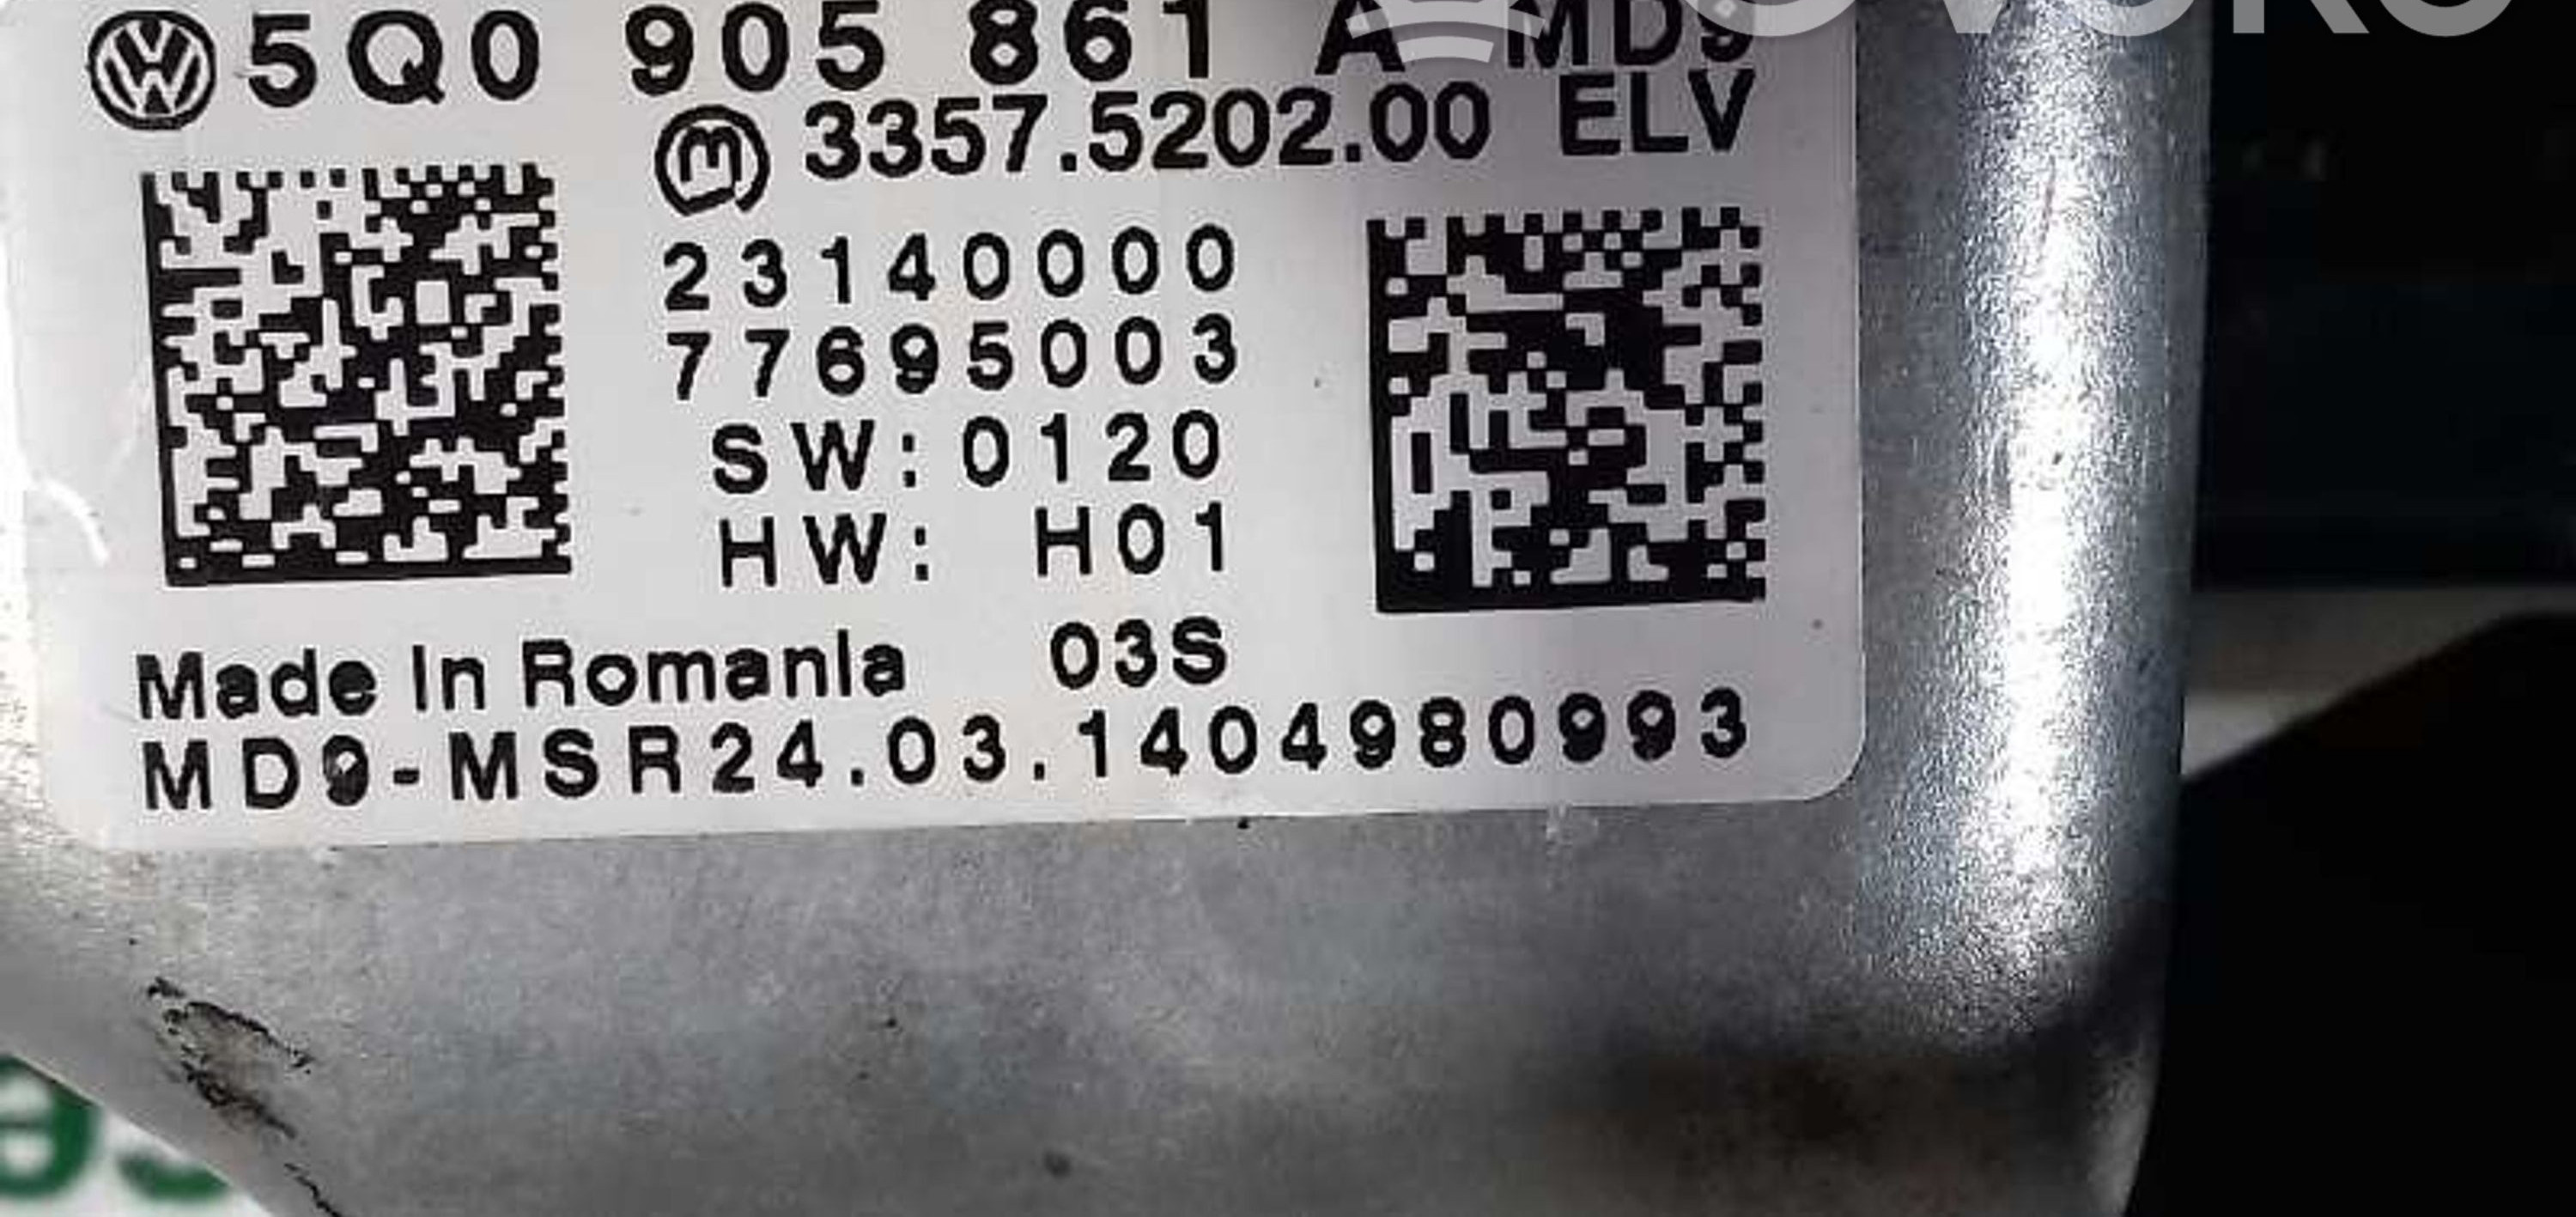 5Q0 905 861 A MD9
3357.5202.00 ELV
23140000
77695003
SW:0120
HW: H01
Made In Romania 03S
MD9-MSR24.03.1404980993